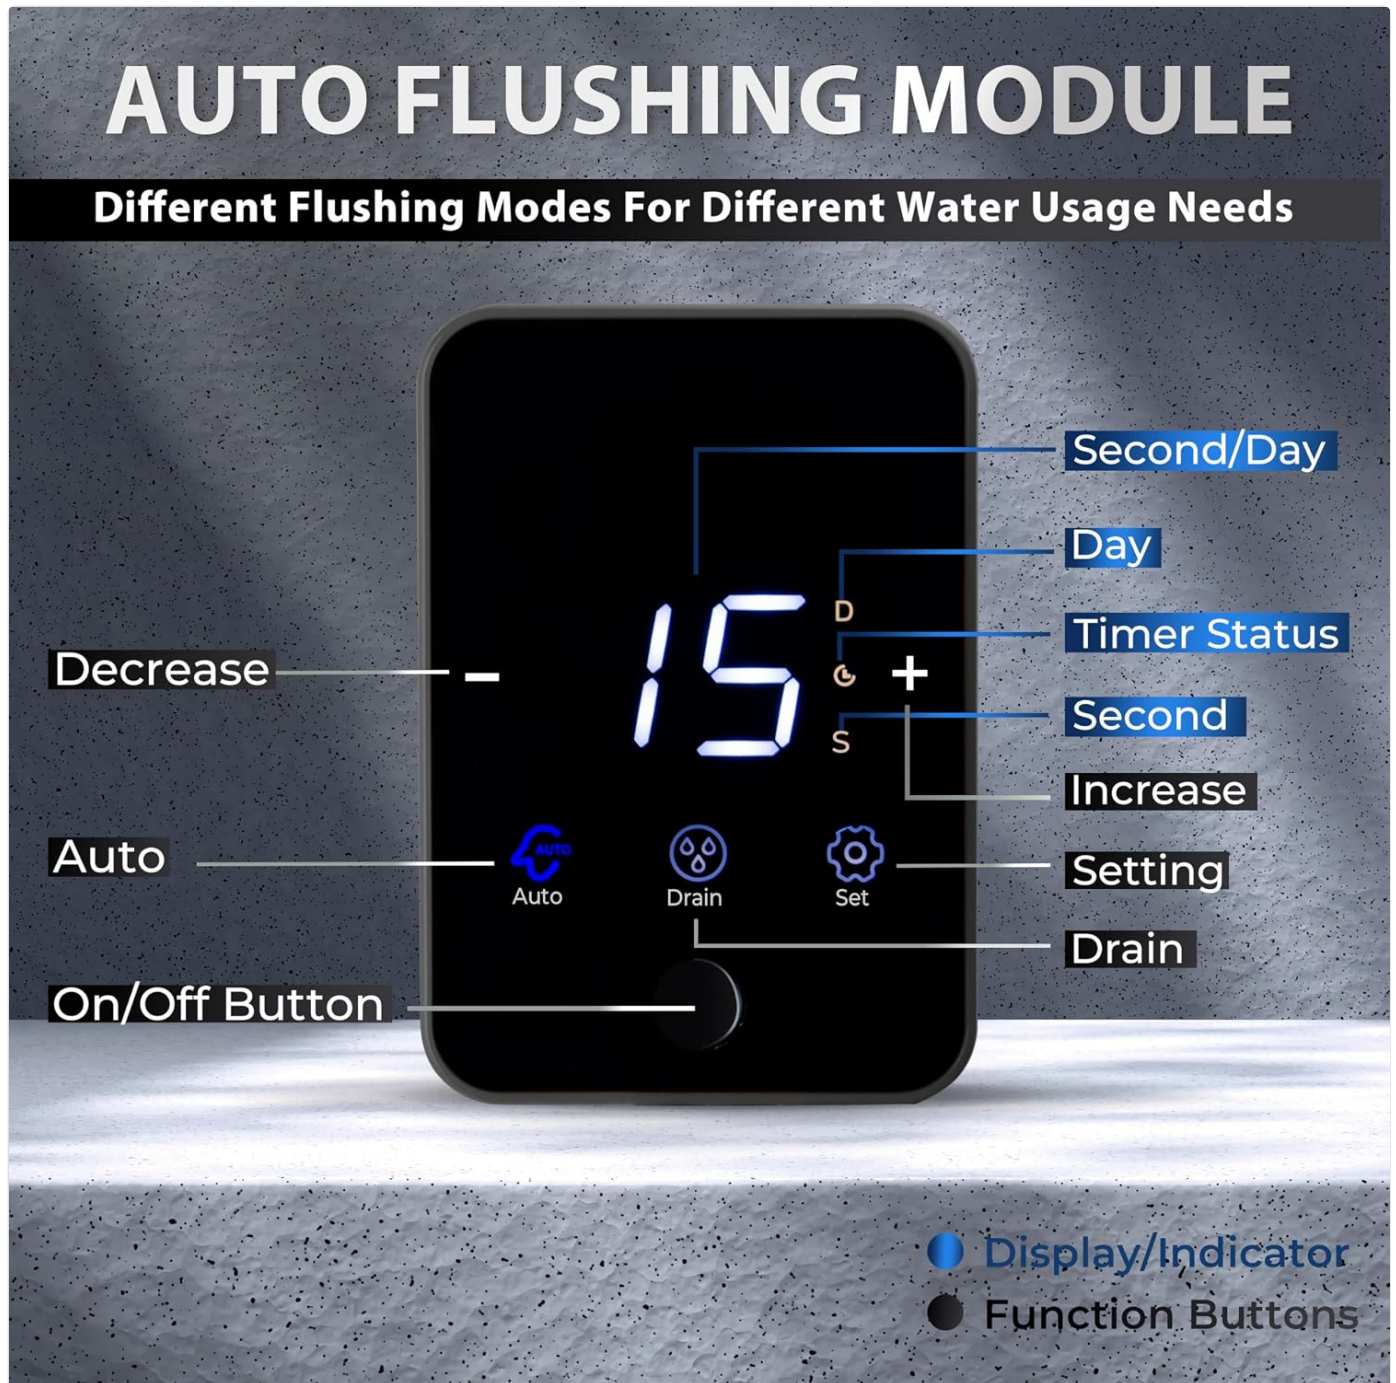 AUTO FLUSHING MODULE
Different Flushing Modes For Different Water Usage Needs
Second/Day
Day
D
Timer Status
Decrease
-
15
+
Second
S
Increase
Auto
AUTO
Auto
Drain
Set
Setting
Drain
On/Off Button
Display/Indicator
Function Buttons